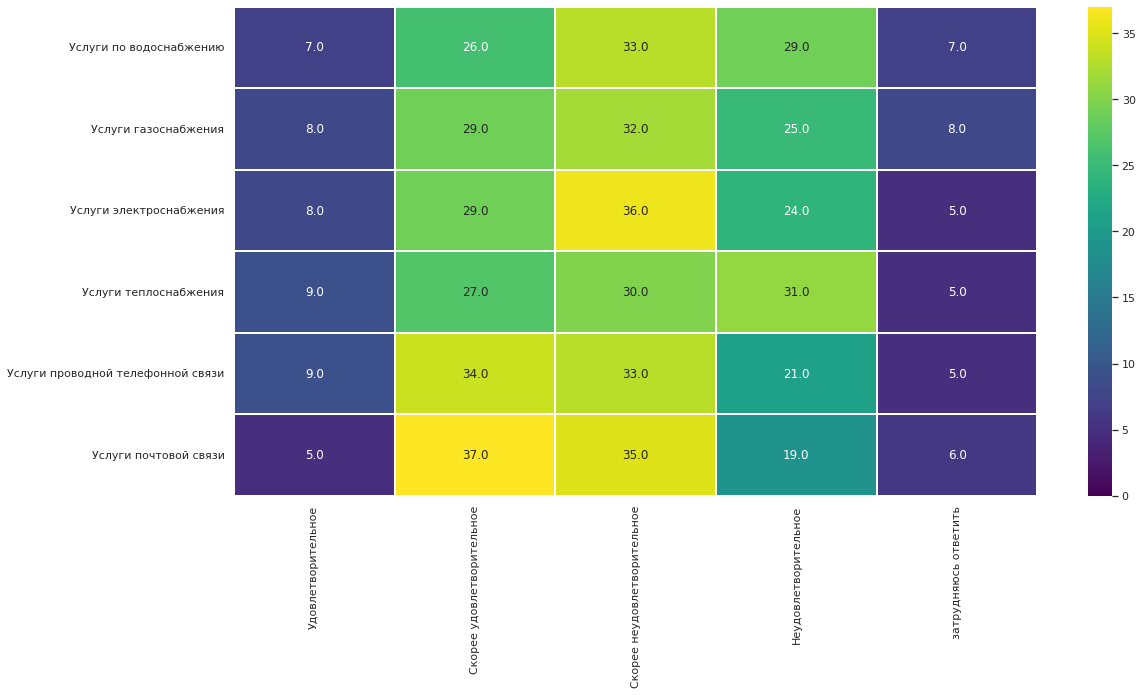 Услуги по водоснабжению 7.0 26.0 33.0 29.0 7.0
Услуги газоснабжения 8.0 29.0 32.0 25.0 8.0
Услуги электроснабжения 8.0 29.0 36.0 24.0 5.0
Услуги теплоснабжения 9.0 27.0 30.0 31.0 5.0
Услуги проводной телефонной связи 9.0 34.0 33.0 21.0 5.0
Услуги почтовой связи 5.0 37.0 35.0 19.0 6.0
Удовлетворительное
Скорее удовлетворительное
Скорее неудовлетворительное
Неудовлетворительное
затрудняюсь ответить
35
30
25
20
15
10
5
0